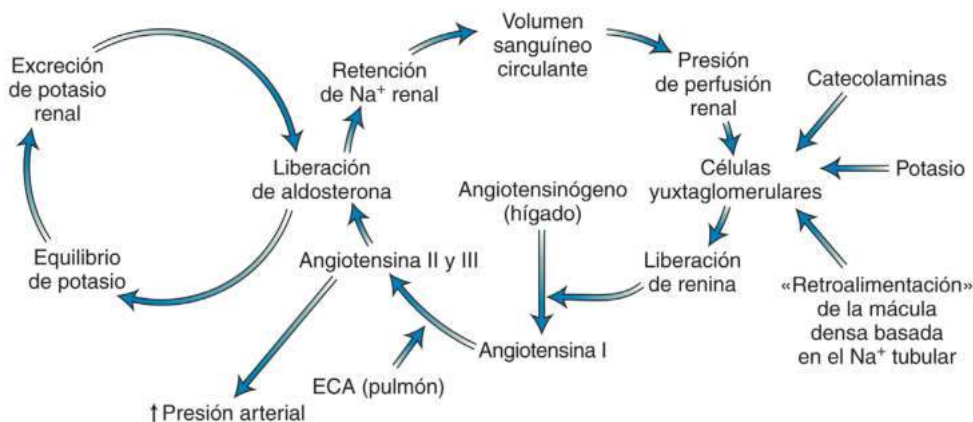 Excreción
de potasio
renal
Retención
de Na⁺ renal
Volumen
sanguíneo
circulante
Presión
de perfusión
renal
Catecolaminas
Liberación
de aldosterona
Angiotensinógeno
(hígado)
Células
yuxtaglomerulares
Potasio
Equilibrio
de potasio
Angiotensina II y III
Liberación
de renina
«Retroalimentación»
de la mácula
densa basada
en el Na⁺ tubular
Angiotensina I
ECA (pulmón)
↑ Presión arterial